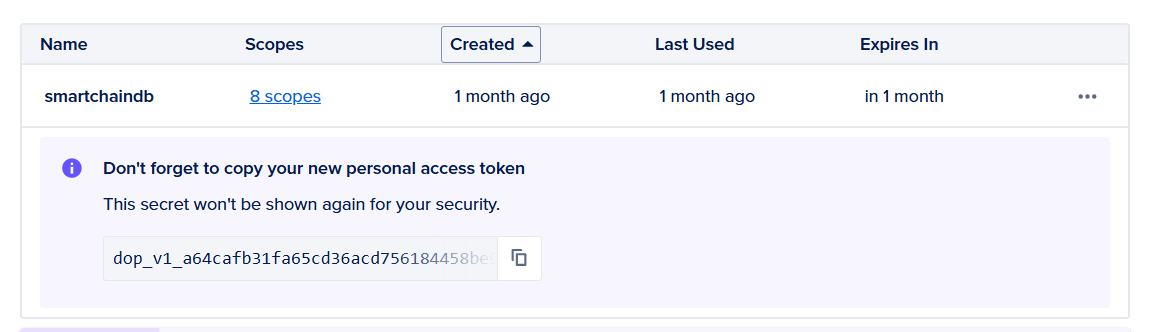 Name Scopes Created Last Used Expires In
smartchaindb 8 scopes 1 month ago 1 month ago in 1 month
Don't forget to copy your new personal access token
This secret won't be shown again for your security.
dop_v1_a64cafb31fa65cd36acd756184458be